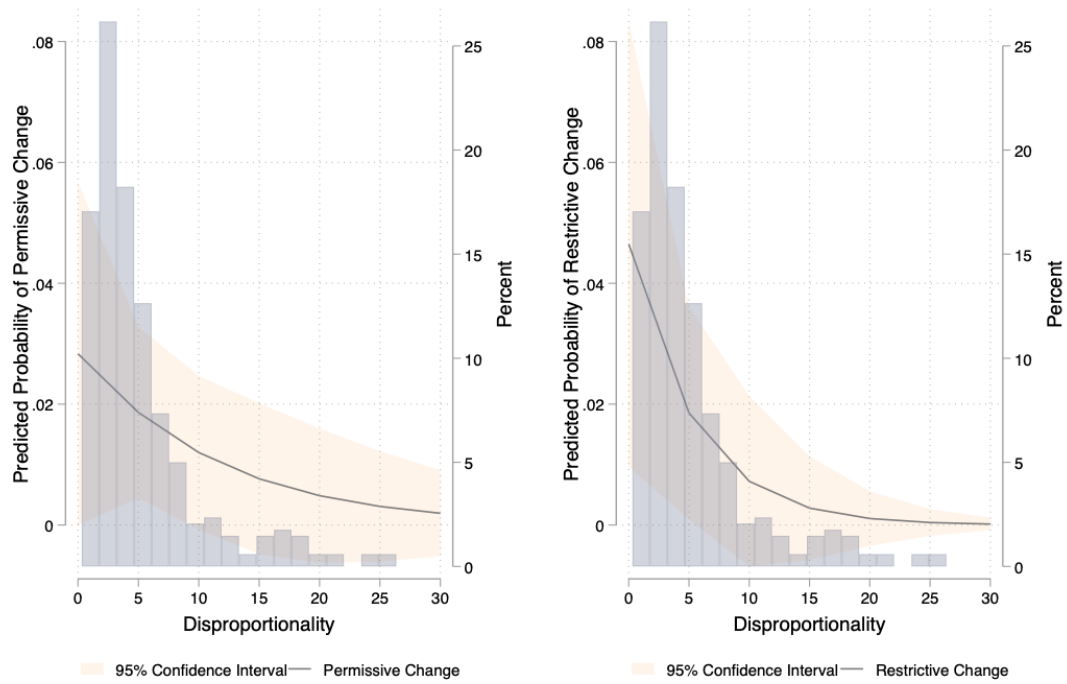 Predicted Probability of Permissive Change
.08
.06
.04
.02
0
25
20
15
10
5
0
Percent
0 5 10 15 20 25 30
Disproportionality
95% Confidence Interval Permissive Change
Predicted Probability of Restrictive Change
.08
.06
.04
.02
0
25
20
15
10
5
0
Percent
0 5 10 15 20 25 30
Disproportionality
95% Confidence Interval Restrictive Change